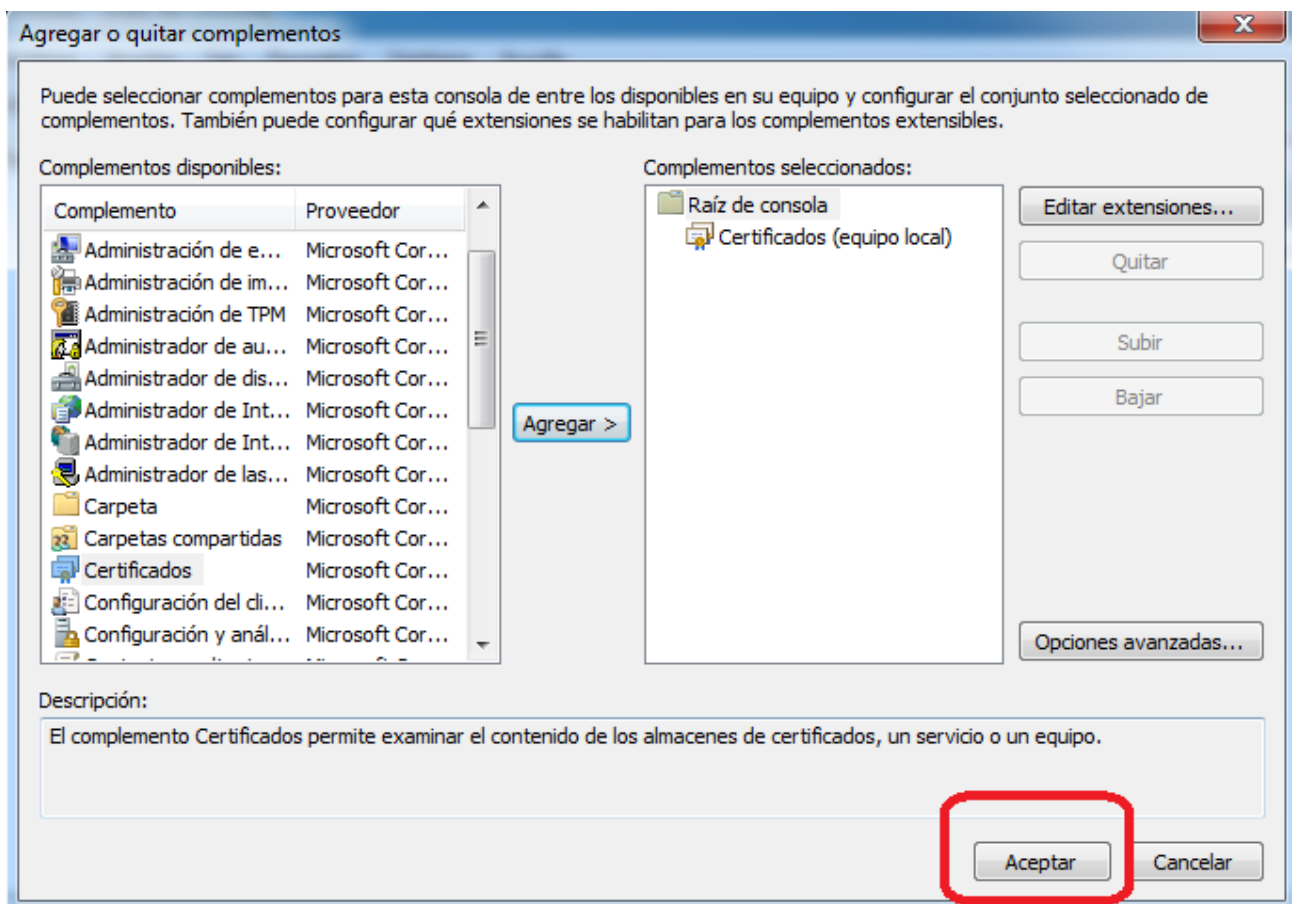 Agregar o quitar complementos
Puede seleccionar complementos para esta consola de entre los disponibles en su equipo y configurar el conjunto seleccionado de
complementos. También puede configurar qué extensiones se habilitan para los complementos extensibles.
Complementos disponibles:
Complemento Proveedor
Administración de e... Microsoft Cor...
Administración de im... Microsoft Cor...
Administración de TPM Microsoft Cor...
Administrador de au... Microsoft Cor...
Administrador de dis... Microsoft Cor...
Administrador de Int... Microsoft Cor...
Administrador de Int... Microsoft Cor...
Administrador de las... Microsoft Cor...
Carpeta Microsoft Cor...
Carpetas compartidas Microsoft Cor...
Certificados Microsoft Cor...
Configuración del cli... Microsoft Cor...
Configuración y anál... Microsoft Cor...
Agregar >
Complementos seleccionados:
Raíz de consola
Certificados (equipo local)
Editar extensiones...
Quitar
Subir
Bajar
Opciones avanzadas...
Descripción:
El complemento Certificados permite examinar el contenido de los almacenes de certificados, un servicio o un equipo.
Aceptar
Cancelar